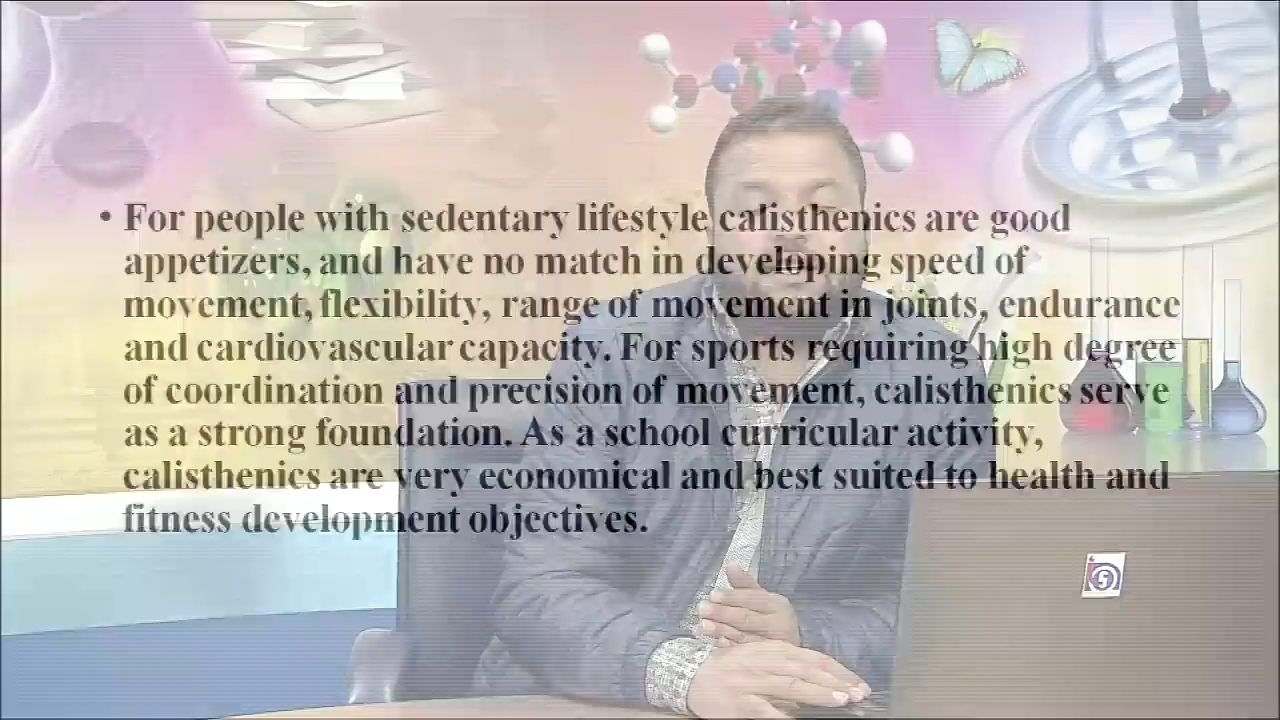 • For people with sedentary lifestyle calisthenics are good
appetizers, and have no match in developing speed of
movement, flexibility, range of movement in joints, endurance
and cardiovascular capacity. For sports requiring high degree
of coordination and precision of movement, calisthenics serve
as a strong foundation. As a school curricular activity,
calisthenics are very economical and best suited to health and
fitness development objectives.